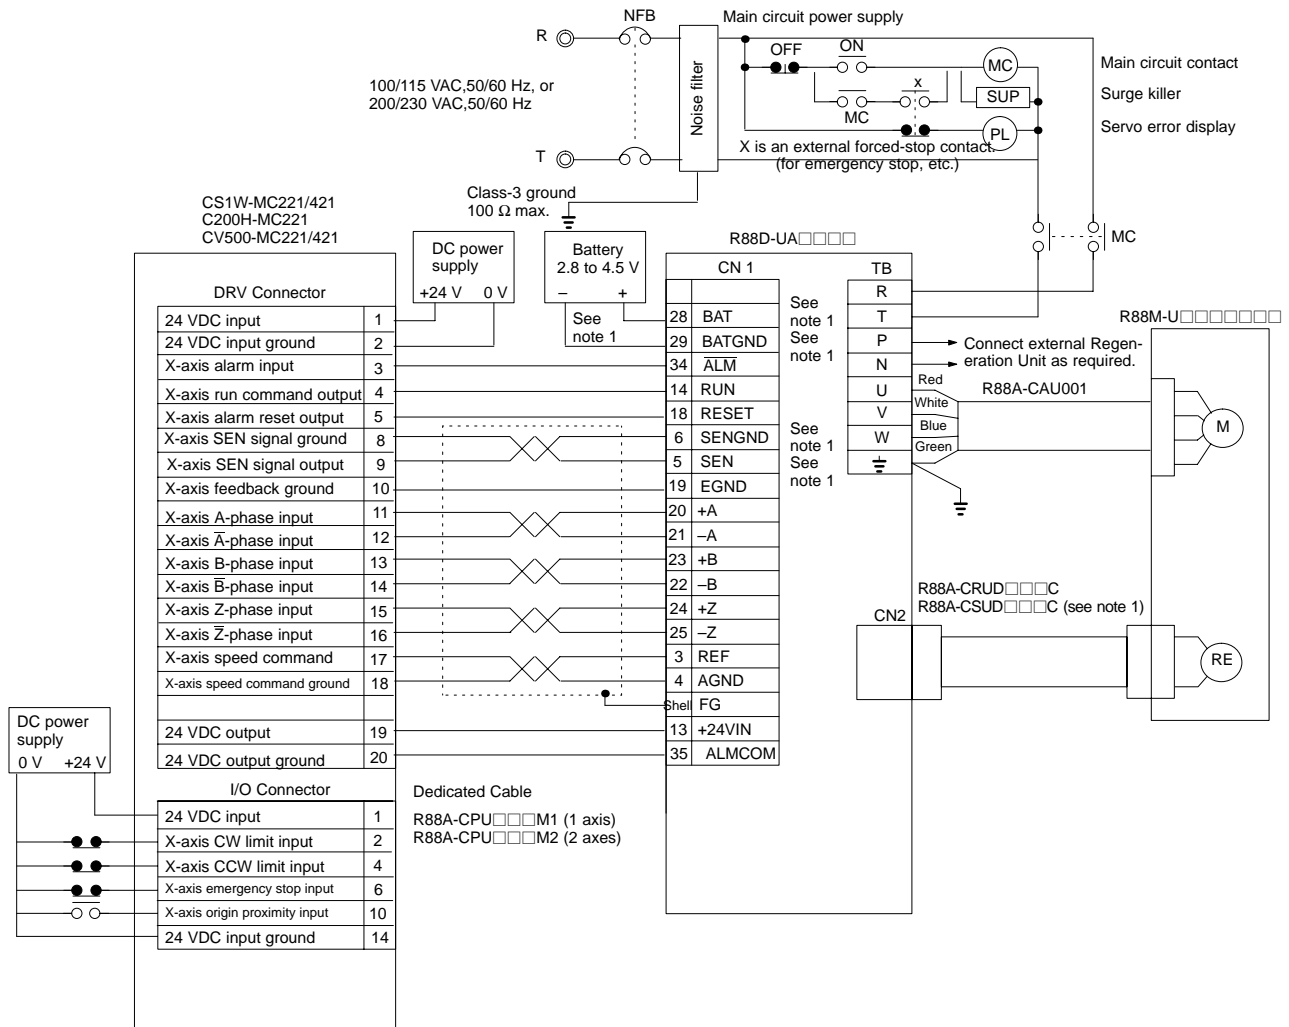 NFB
Main circuit power supply
R
OFF
ON
MC
Main circuit contact
100/115 VAC,50/60 Hz, or
200/230 VAC,50/60 Hz
Noise filter
x
SUP
Surge killer
MC
PL
Servo error display
X is an external forced-stop contact.
(for emergency stop, etc.)
T
Class-3 ground
100 Ω max.
CS1W-MC221/421
C200H-MC221
CV500-MC221/421
MC
DC power
supply
+24 V 0 V
Battery
2.8 to 4.5 V
– +
See
note 1
R88D-UA□□□□
CN 1
TB
DRV Connector
24 VDC input 1
24 VDC input ground 2
X-axis alarm input 3
X-axis run command output 4
X-axis alarm reset output 5
X-axis SEN signal ground 8
X-axis SEN signal output 9
X-axis feedback ground 10
X-axis A-phase input 11
X-axis A̅-phase input 12
X-axis B-phase input 13
X-axis B̅-phase input 14
X-axis Z-phase input 15
X-axis Z̅-phase input 16
X-axis speed command 17
X-axis speed command ground 18
24 VDC output 19
24 VDC output ground 20
28 BAT
29 BATGND
34 A̅L̅M̅
14 RUN
18 RESET
6 SENGND
5 SEN
19 EGND
20 +A
21 –A
23 +B
22 –B
24 +Z
25 –Z
3 REF
4 AGND
Shell FG
13 +24VIN
35 ALMCOM
See
note 1
See
note 1
See
note 1
See
note 1
R
T
P
N
U
V
W
Connect external Regen-
eration Unit as required.
Red
White
Blue
Green
R88A-CAU001
R88M-U□□□□□□□
M
R88A-CRUD□□□C
R88A-CSUD□□□C (see note 1)
CN2
RE
DC power
supply
0 V +24 V
I/O Connector
24 VDC input 1
X-axis CW limit input 2
X-axis CCW limit input 4
X-axis emergency stop input 6
X-axis origin proximity input 10
24 VDC input ground 14
Dedicated Cable
R88A-CPU□□□M1 (1 axis)
R88A-CPU□□□M2 (2 axes)